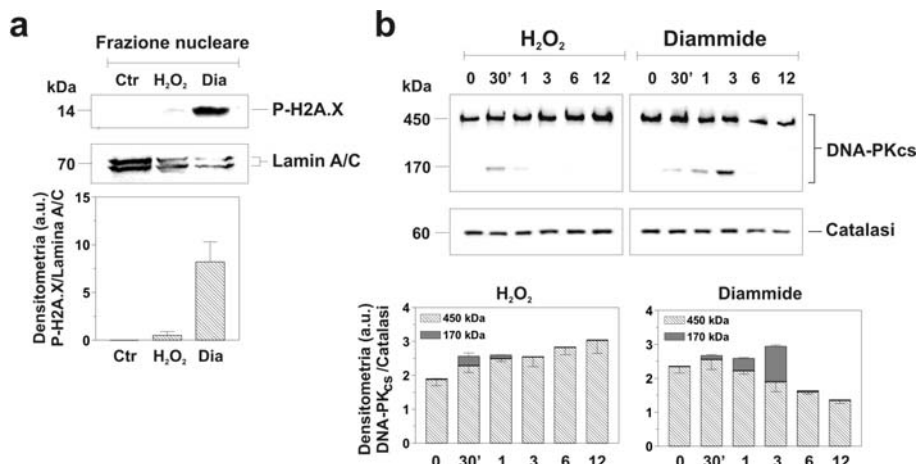 a
Frazione nucleare
kDa
Ctr H₂O₂ Dia
14
P-H2A.X
70
Lamin A/C
Densitometria (a.u.)
P-H2A.X/Lamina A/C
15
10
5
0
Ctr H₂O₂ Dia
b
H₂O₂
Diammide
kDa
0 30' 1 3 6 12
0 30' 1 3 6 12
450
170
DNA-PKcs
60
Catalasi
Densitometria (a.u.)
DNA-PKcs/Catalasi
H₂O₂
4
3
2
1
0
450 kDa
170 kDa
0 30' 1 3 6 12
Diammide
4
3
2
1
0
450 kDa
170 kDa
0 30' 1 3 6 12